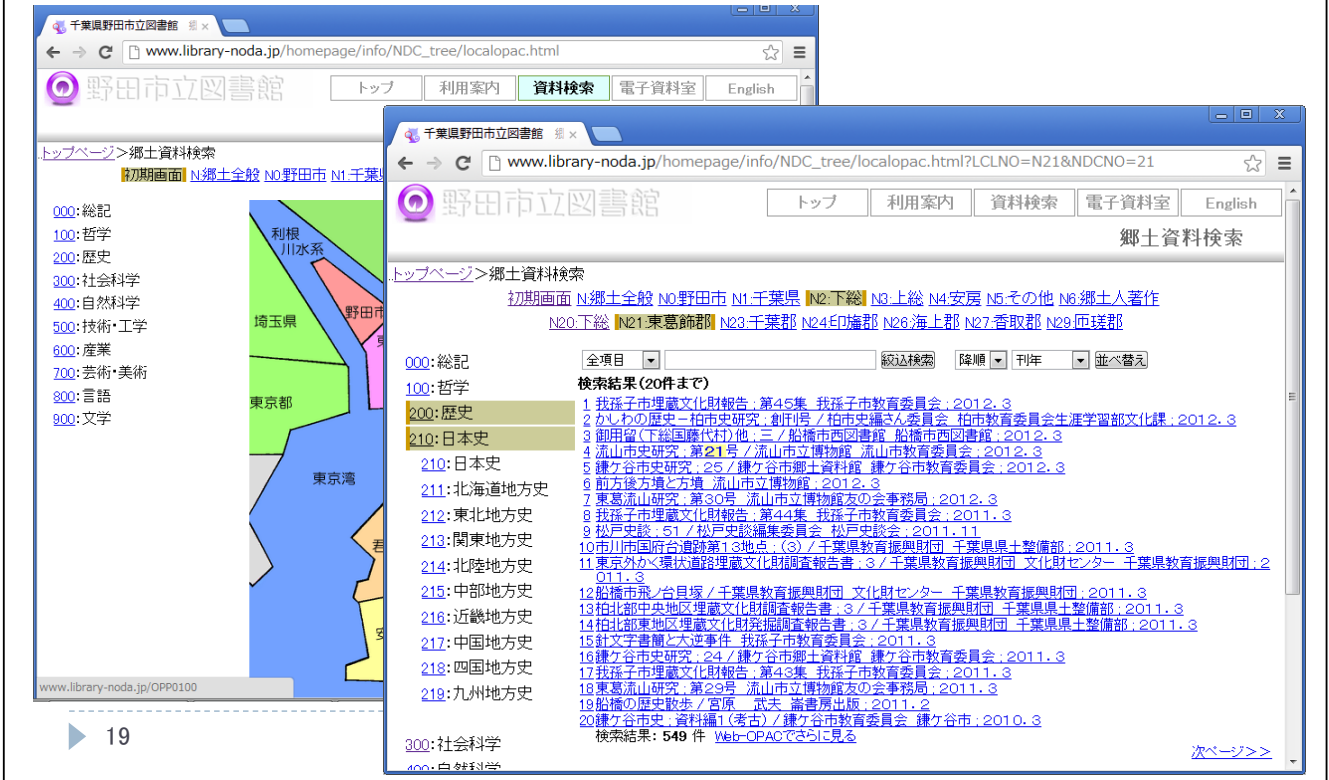 千葉県野田市立図書館
www.library-noda.jp/homepage/info/NDC_tree/localopac.html
野田市立図書館
トップ 利用案内 資料検索 電子資料室 English
..トップページ>郷土資料検索
初期画面 N:郷土全般 N0:野田市 N1:千葉
000:総記
100:哲学
200:歴史
300:社会科学
400:自然科学
500:技術・工学
600:産業
700:芸術・美術
800:言語
900:文学
利根
川水系
野田市
埼玉県
東京都
東京湾
www.library-noda.jp/OPP0100
19
千葉県野田市立図書館
www.library-noda.jp/homepage/info/NDC_tree/localopac.html?LCLNO=N21&NDCNO=21
野田市立図書館
トップ 利用案内 資料検索 電子資料室 English
郷土資料検索
..トップページ>郷土資料検索
初期画面 N:郷土全般 N0:野田市 N1:千葉県 N2:下総 N3:上総 N4:安房 N5:その他 N6:郷土人著作
N20:下総 N21:東葛飾郡 N23:千葉郡 N24:印旛郡 N26:海上郡 N27:香取郡 N29:匝瑳郡
000:総記
100:哲学
200:歴史
210:日本史
210:日本史
211:北海道地方史
212:東北地方史
213:関東地方史
214:北陸地方史
215:中部地方史
216:近畿地方史
217:中国地方史
218:四国地方史
219:九州地方史
300:社会科学
400:自然科学
全項目 絞込検索 降順 刊年 並べ替え
検索結果(20件まで)
1 我孫子市埋蔵文化財報告 ; 第45集 我孫子市教育委員会 ; 2012.3
2 かしわの歴史-柏市史研究 ; 創刊号 / 柏市史編さん委員会 柏市教育委員会生涯学習部文化課 ; 2012.3
3 御用留(下総国藤代村)他 ; 三 / 船橋市西図書館 船橋市西図書館 ; 2012.3
4 流山市史研究 ; 第21号 / 流山市立博物館 流山市教育委員会 ; 2012.3
5 鎌ケ谷市史研究 ; 25 / 鎌ケ谷市郷土資料館 鎌ケ谷市教育委員会 ; 2012.3
6 前方後方墳と方墳 流山市立博物館 ; 2012.3
7 東葛流山研究 ; 第30号 流山市立博物館友の会事務局 ; 2012.3
8 我孫子市埋蔵文化財報告 ; 第44集 我孫子市教育委員会 ; 2011.3
9 松戸史談 ; 51 / 松戸史談編集委員会 松戸史談会 ; 2011.11
10 市川市国府台遺跡第13地点 ; (3) / 千葉県教育振興財団 千葉県県土整備部 ; 2011.3
11 東京外かく環状道路埋蔵文化財調査報告書 ; 3 / 千葉県教育振興財団 文化財センター 千葉県教育振興財団 ; 2
011.3
12 船橋市飛ノ台貝塚 / 千葉県教育振興財団 文化財センター 千葉県教育振興財団 ; 2011.3
13 柏北部中央地区埋蔵文化財調査報告書 ; 3 / 千葉県教育振興財団 千葉県県土整備部 ; 2011.3
14 柏北部東地区埋蔵文化財発掘調査報告書 ; 3 / 千葉県教育振興財団 千葉県県土整備部 ; 2011.3
15 針文字書簡と大逆事件 我孫子市教育委員会 ; 2011.3
16 鎌ケ谷市史研究 ; 24 / 鎌ケ谷市郷土資料館 鎌ケ谷市教育委員会 ; 2011.3
17 我孫子市埋蔵文化財報告 ; 第43集 我孫子市教育委員会 ; 2011.3
18 東葛流山研究 ; 第29号 流山市立博物館友の会事務局 ; 2011.3
19 船橋の歴史散歩 / 宮原 武夫 崙書房出版 ; 2011.2
20 鎌ケ谷市史 ; 資料編1(考古) / 鎌ケ谷市教育委員会 鎌ケ谷市 ; 2010.3
検索結果: 549 件 Web-OPACでさらに見る
次ページ>>